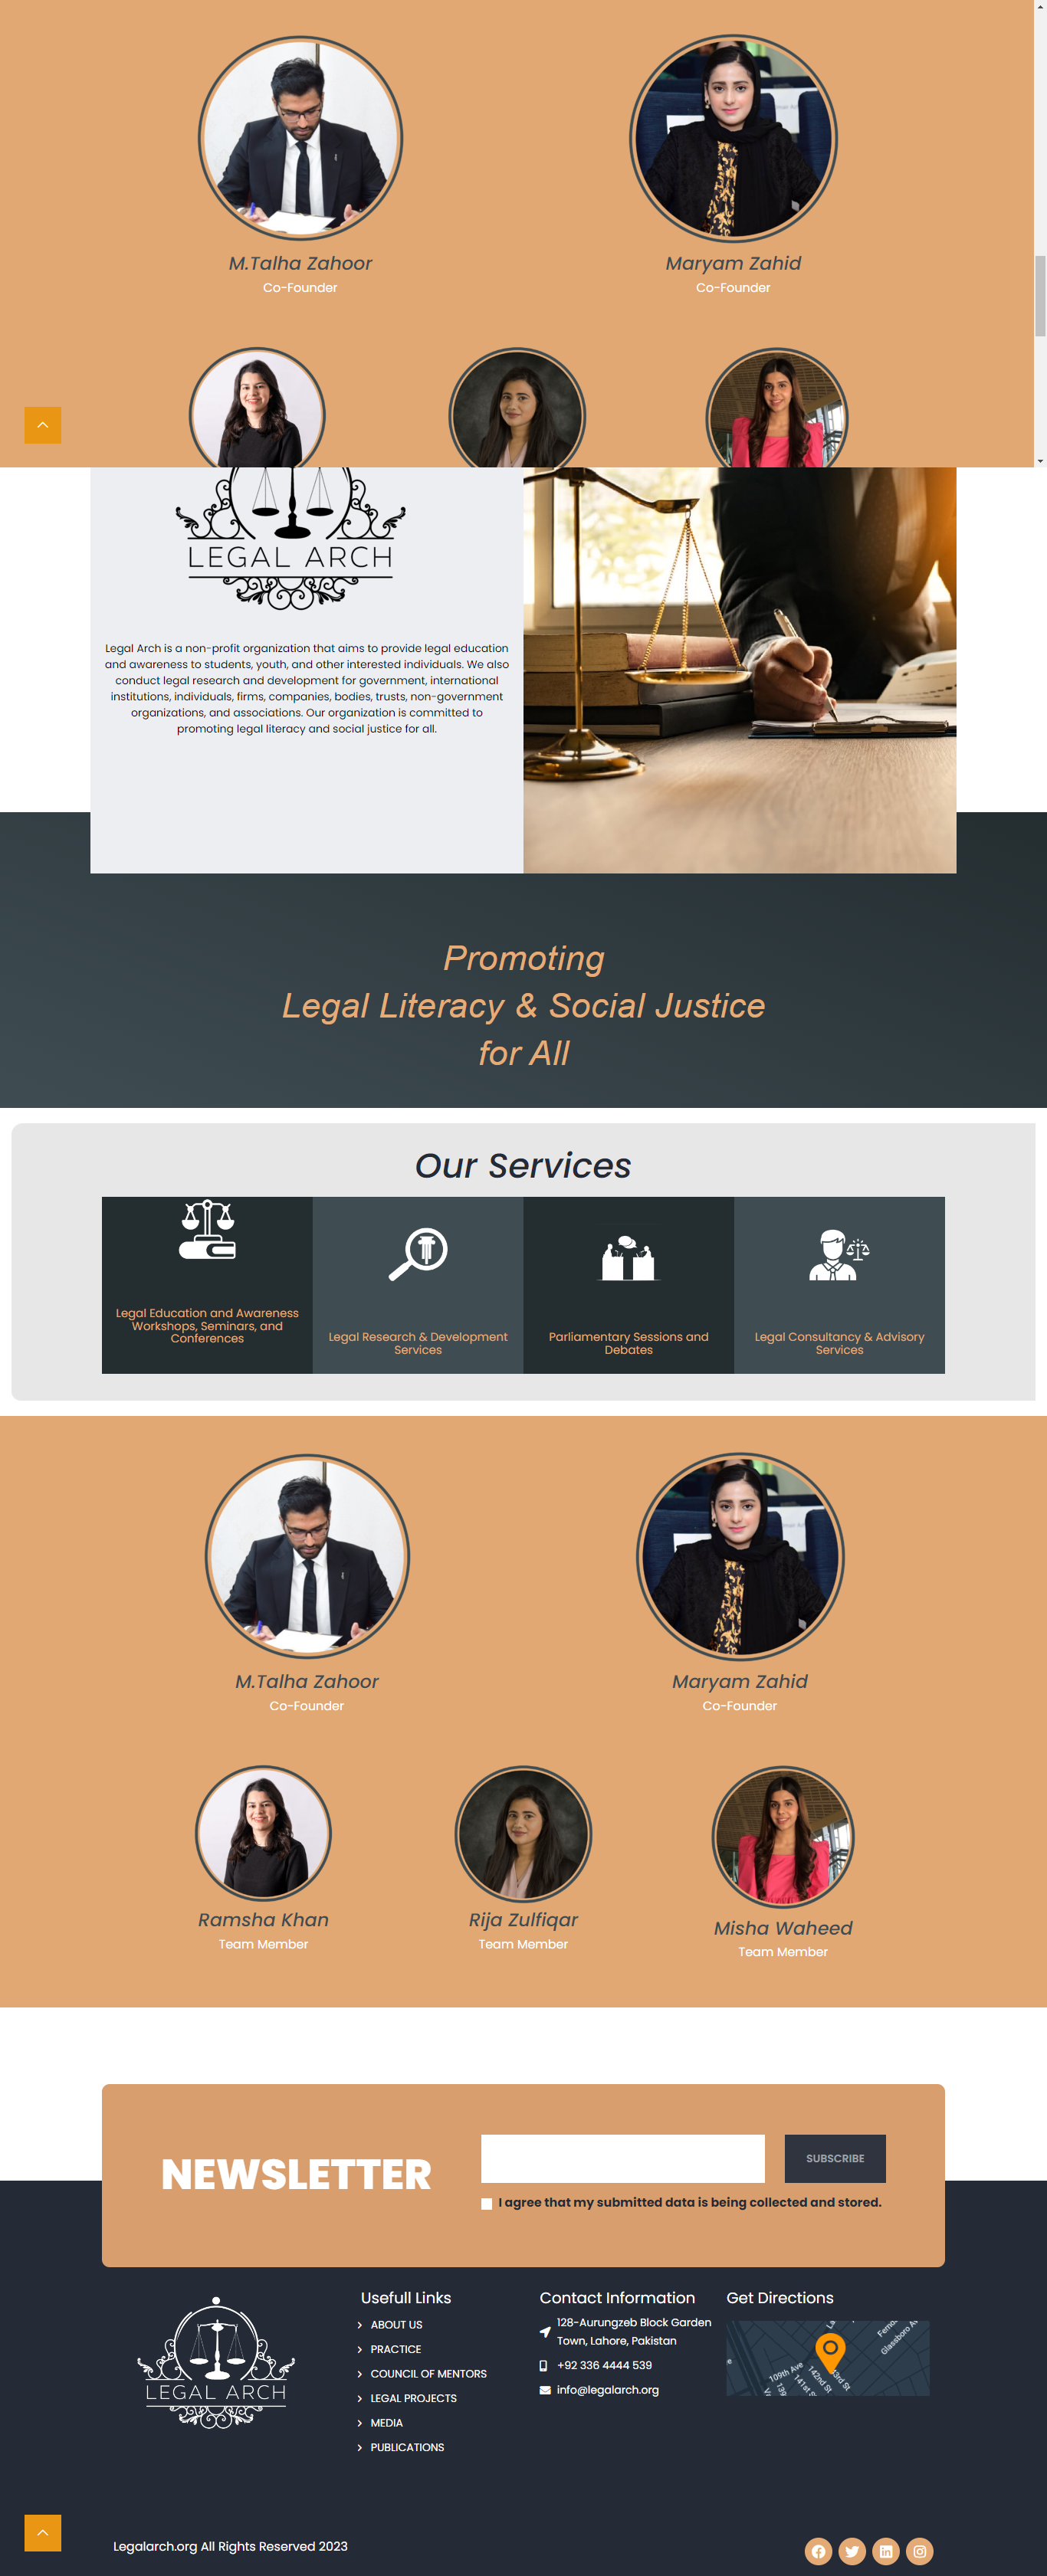 M.Talha Zahoor
Co-Founder
Maryam Zahid
Co-Founder
LEGAL ARCH
Legal Arch is a non-profit organization that aims to provide legal education
and awareness to students, youth, and other interested individuals. We also
conduct legal research and development for government, international
institutions, individuals, firms, companies, bodies, trusts, non-government
organizations, and associations. Our organization is committed to
promoting legal literacy and social justice for all.
Promoting
Legal Literacy & Social Justice
for All
Our Services
Legal Education and Awareness
Workshops, Seminars, and
Conferences
Legal Research & Development
Services
Parliamentary Sessions and
Debates
Legal Consultancy & Advisory
Services
M.Talha Zahoor
Co-Founder
Maryam Zahid
Co-Founder
Ramsha Khan
Team Member
Rija Zulfiqar
Team Member
Misha Waheed
Team Member
NEWSLETTER
SUBSCRIBE
I agree that my submitted data is being collected and stored.
LEGAL ARCH
Usefull Links
ABOUT US
PRACTICE
COUNCIL OF MENTORS
LEGAL PROJECTS
MEDIA
PUBLICATIONS
Contact Information
128-Aurungzeb Block Garden
Town, Lahore, Pakistan
+92 336 4444 539
info@legalarch.org
Get Directions
109th Ave
142nd St
Legalarch.org All Rights Reserved 2023